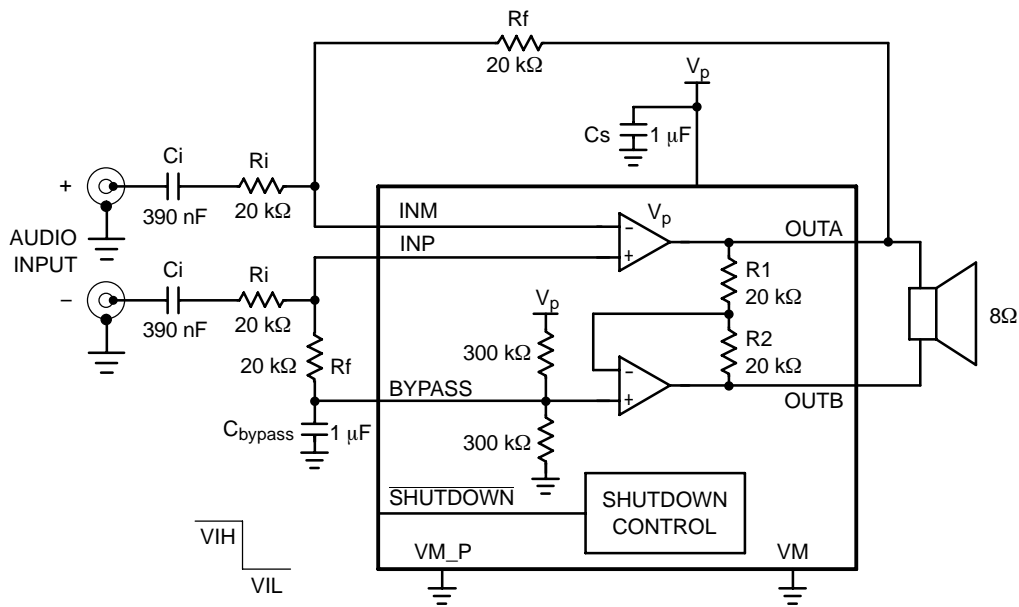 Rf
20 kΩ
Vp
Cs
1 μF
Ci
Ri
+
390 nF
20 kΩ
AUDIO
INPUT
INM
INP
Vp
−
+
OUTA
R1
20 kΩ
Ci
Ri
−
390 nF
20 kΩ
Vp
8Ω
20 kΩ
Rf
300 kΩ
R2
20 kΩ
−
+
BYPASS
OUTB
Cbypass
1 μF
300 kΩ
SHUTDOWN
SHUTDOWN
CONTROL
VIH
VIL
VM_P
VM